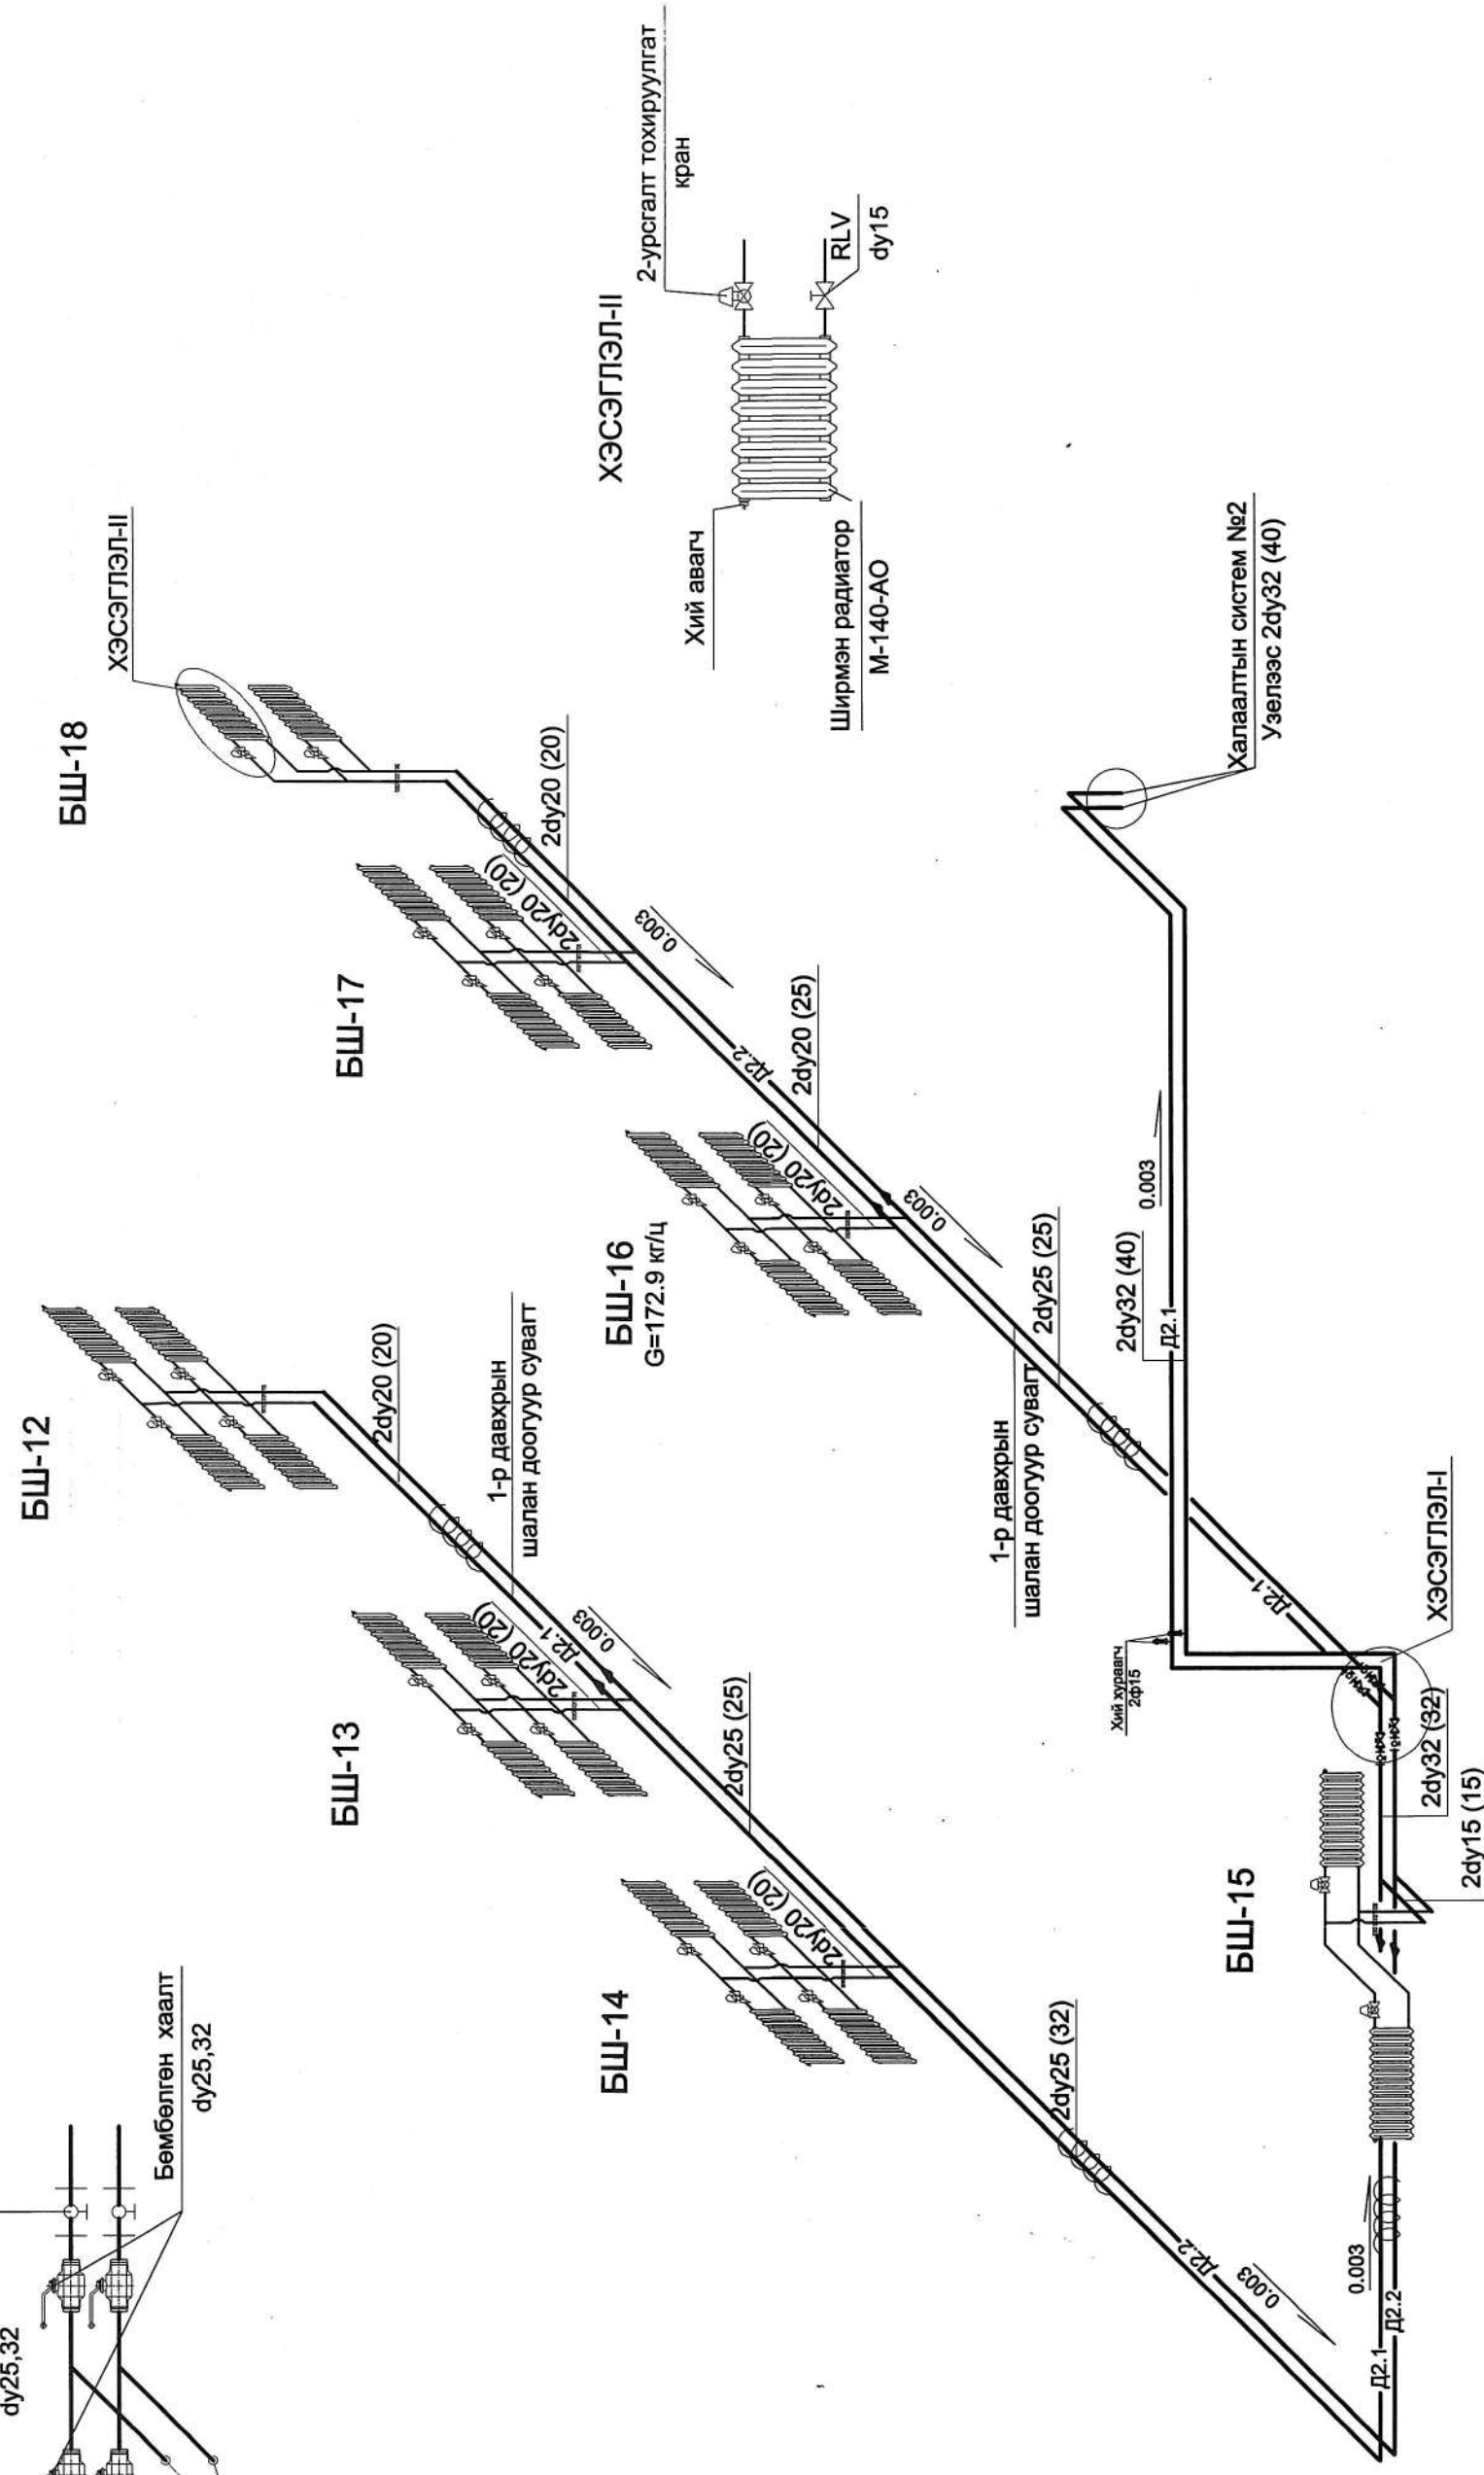 БШ-12
БШ-13
БШ-14
БШ-15
БШ-16
G=172.9 кг/ц
БШ-17
БШ-18
ХЭСЭГЛЭЛ-II
ХЭСЭГЛЭЛ-II
2-урсгалт тохируулгат
кран
RLV
dy15
Хий авагч
Ширмэн радиатор
М-140-АО
2dy20 (20)
1-р давхрын
шалан доогуур сувагт
2dy20 (20)
Д2.1
0.003
2dy25 (25)
2dy20 (20)
2dy25 (32)
Д2.2
0.003
2dy20 (20)
2dy20 (20)
0.003
Д2.2
2dy20 (25)
2dy20 (20)
0.003
2dy25 (25)
1-р давхрын
шалан доогуур сувагт
2dy32 (40)
Д2.1
0.003
Халаалтын систем №2
Узелээс 2dy32 (40)
Хий хураагч
2ф15
Д2.1
ХЭСЭГЛЭЛ-I
2dy32 (32)
2dy15 (15)
0.003
Д2.1
Д2.2
Бөмбөлгөн хаалт
dy25,32
dy25,32